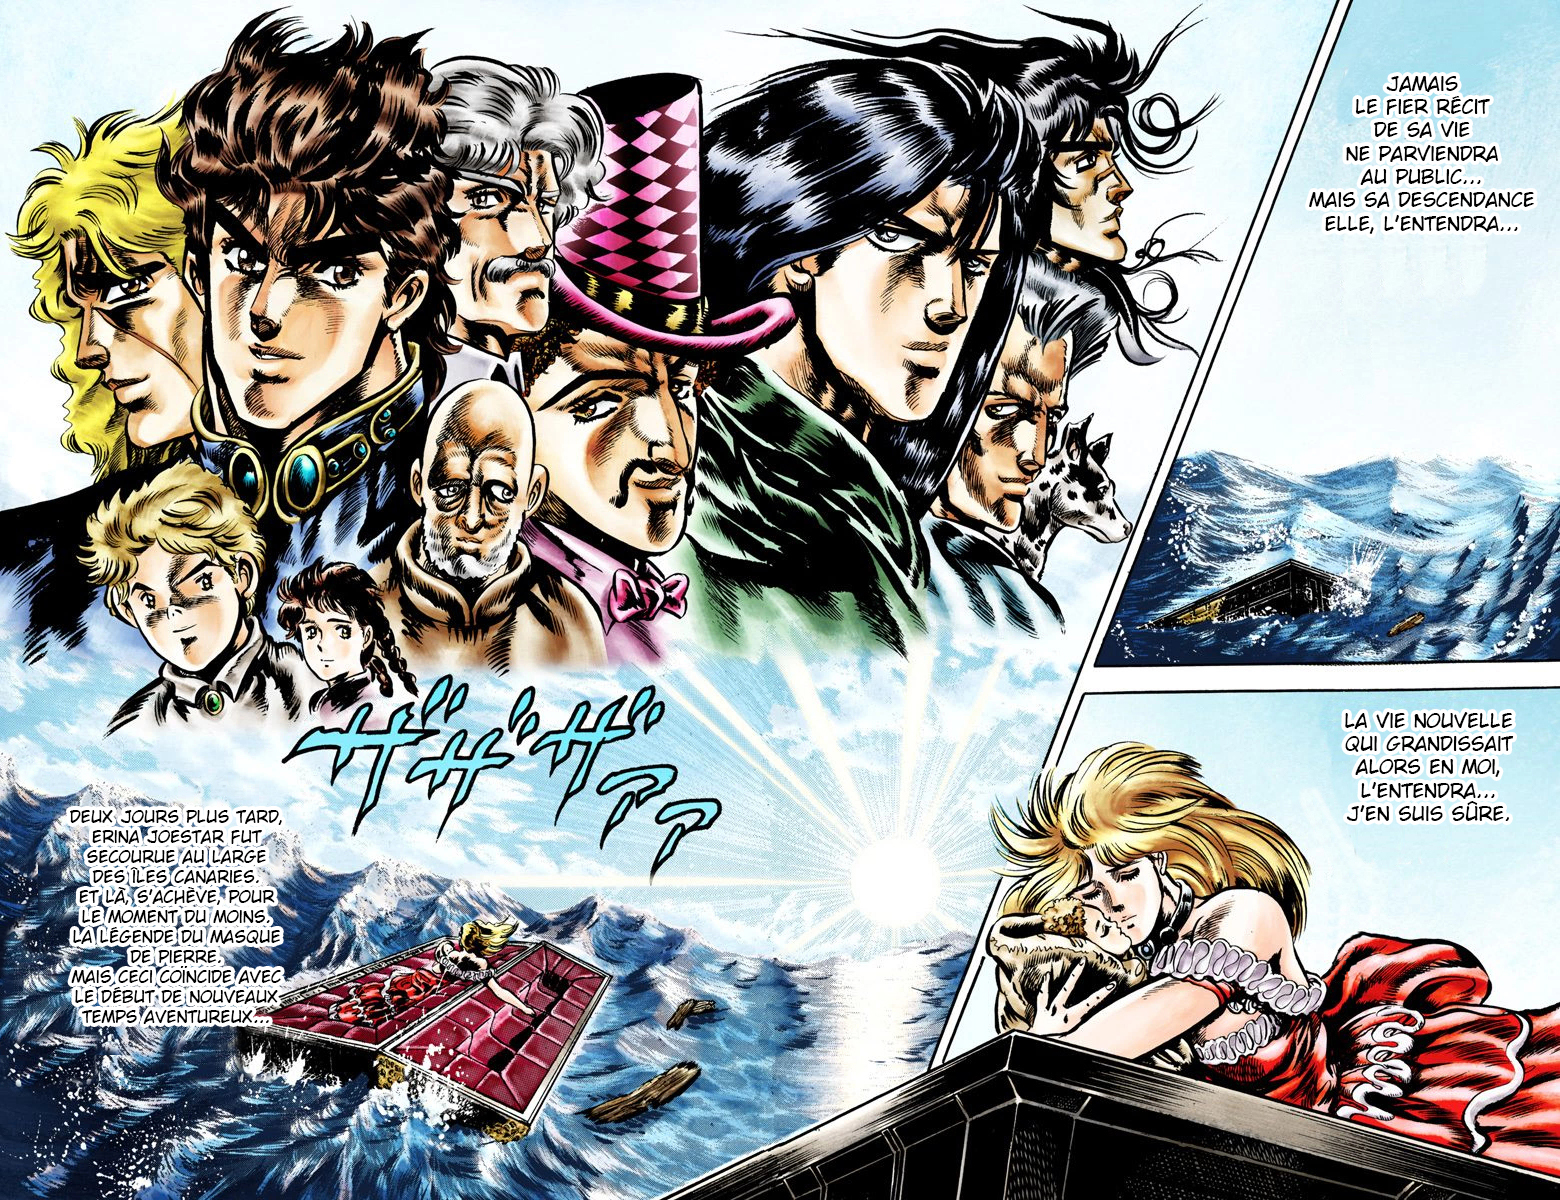 JAMAIS
LE FIER RÉCIT
DE SA VIE
NE PARVIENDRA
AU PUBLIC...
MAIS SA DESCENDANCE
ELLE, L'ENTENDRA...
LA VIE NOUVELLE
QUI GRANDISSAIT
ALORS EN MOI,
L'ENTENDRA...
J'EN SUIS SÛRE.
ザザザァァ
DEUX JOURS PLUS TARD,
ERINA JOESTAR FUT
SECOURUE AU LARGE
DES ÎLES CANARIES.
ET LÀ, S'ACHÈVE, POUR
LE MOMENT DU MOINS,
LA LÉGENDE DU MASQUE
DE PIERRE.
MAIS CECI COÏNCIDE AVEC
LE DÉBUT DE NOUVEAUX
TEMPS AVENTUREUX...